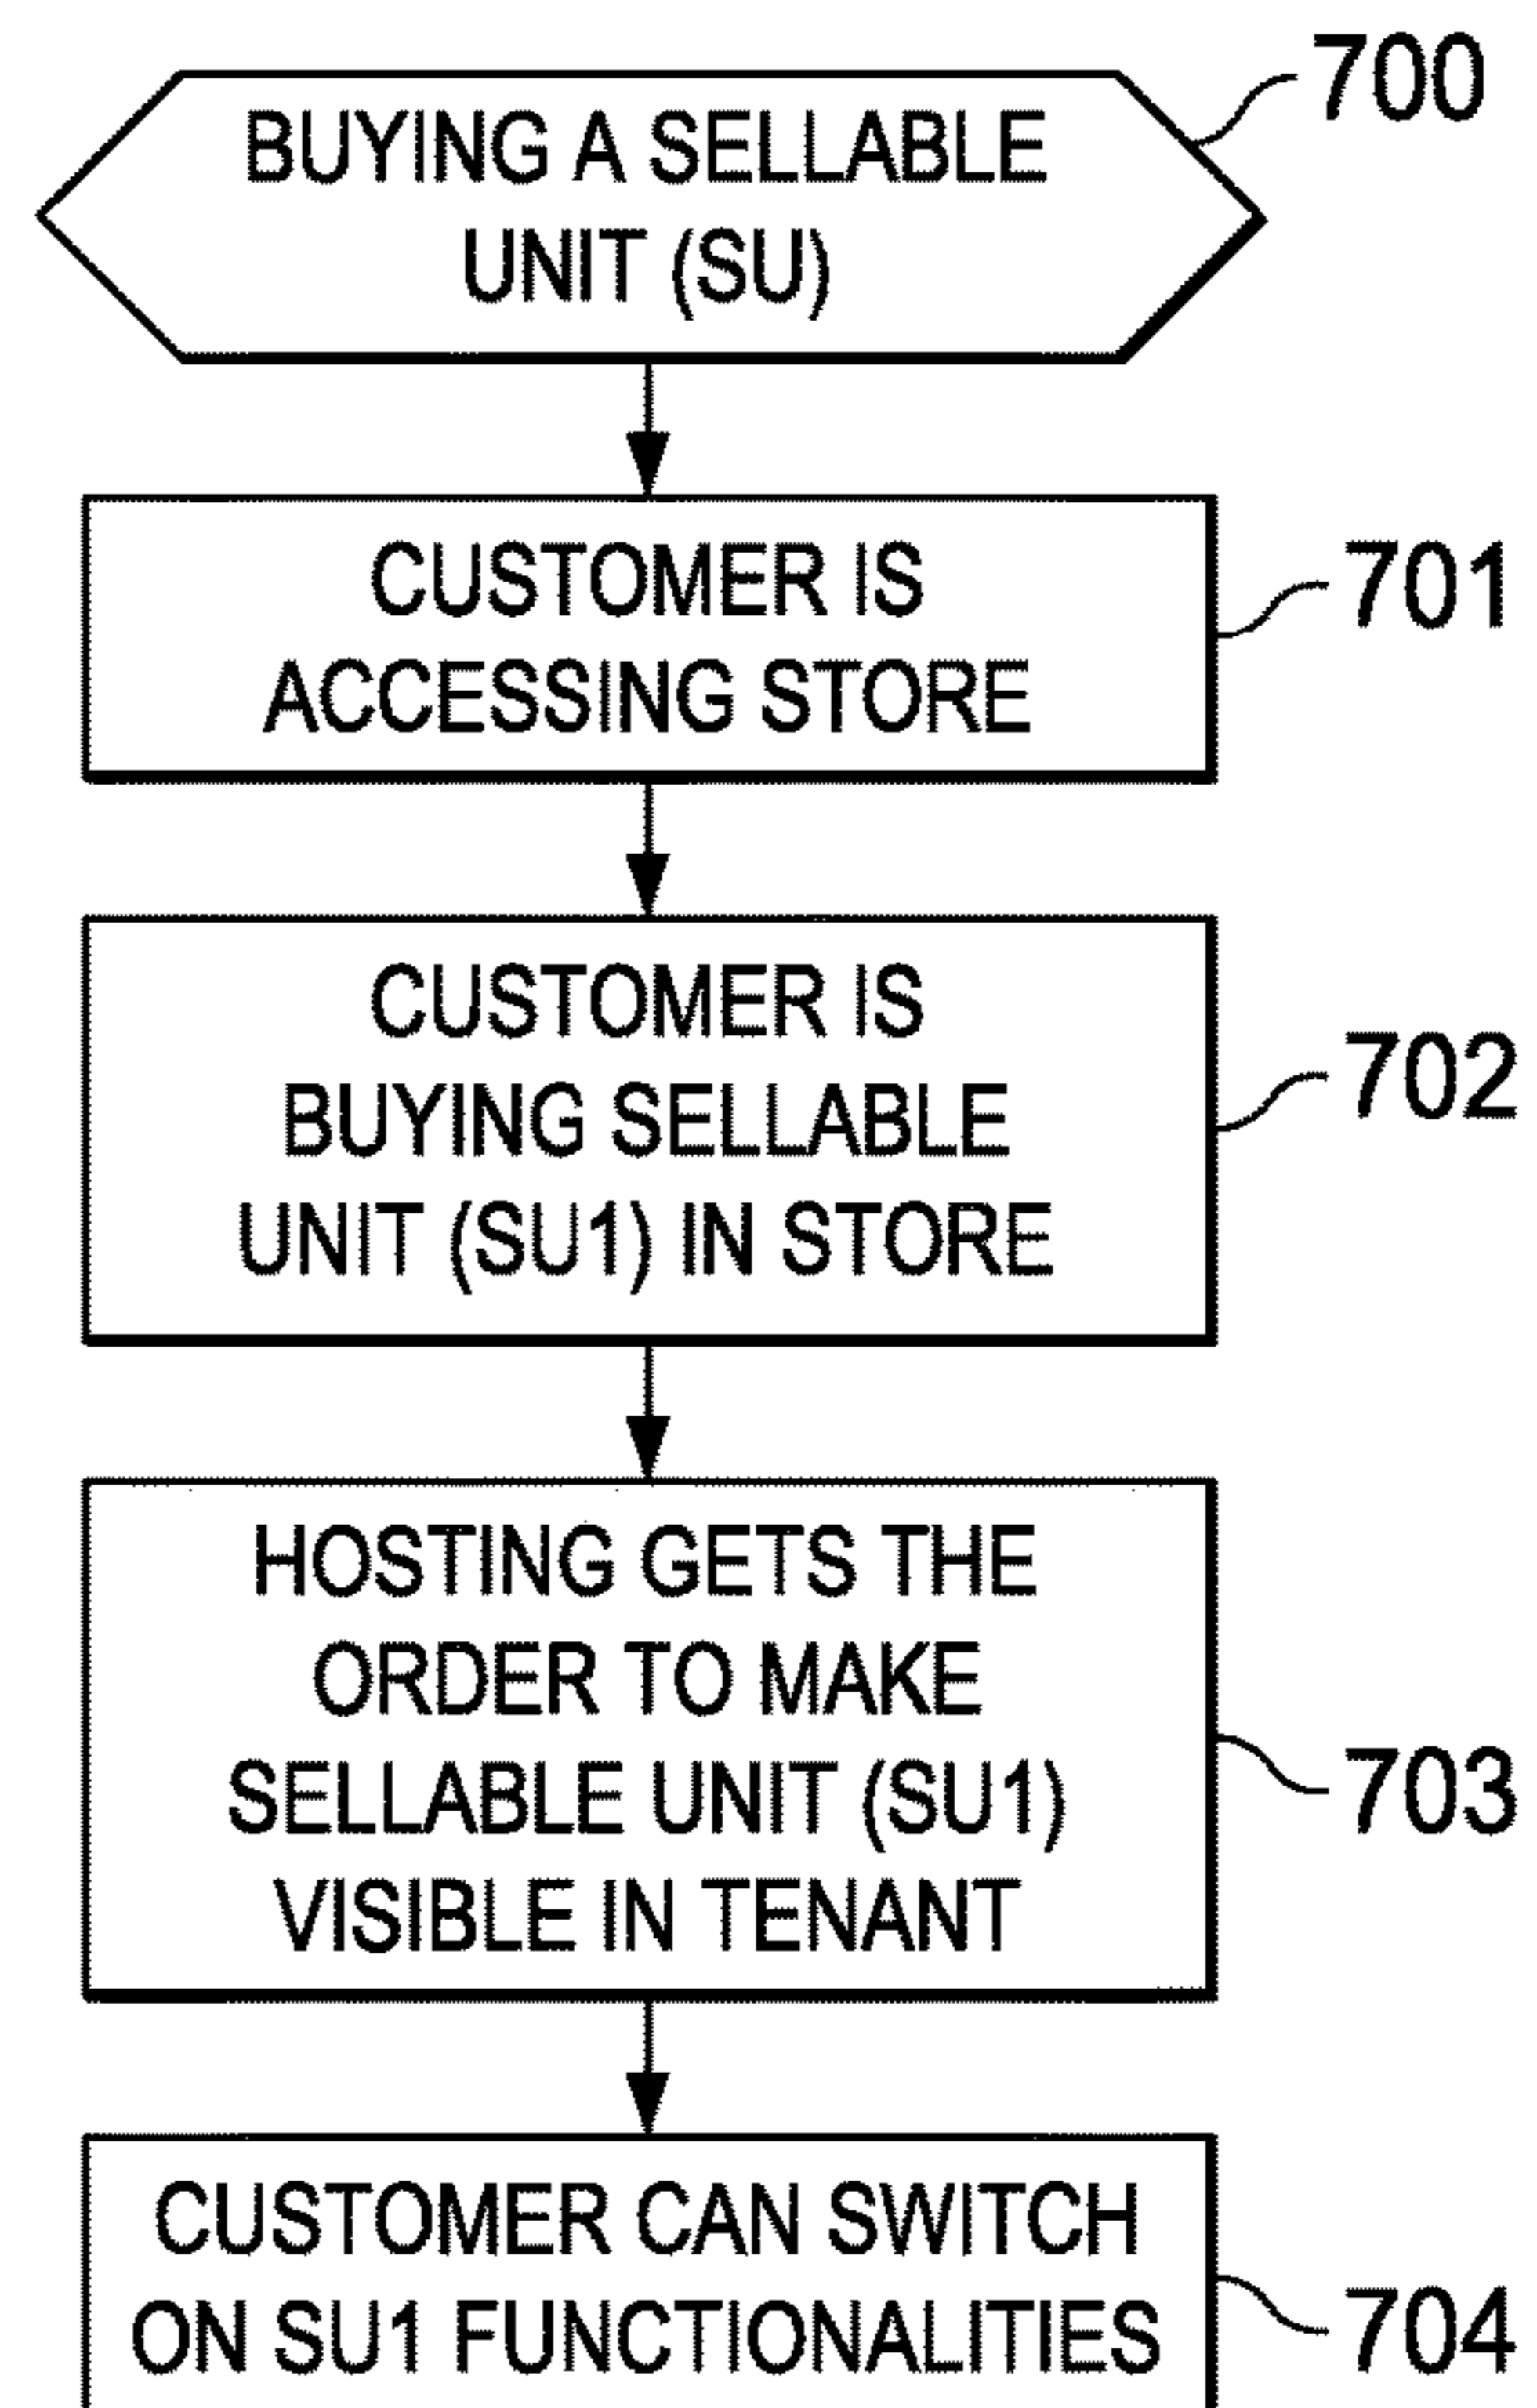 700
BUYING A SELLABLE
UNIT (SU)
CUSTOMER IS
ACCESSING STORE
701
CUSTOMER IS
BUYING SELLABLE
UNIT (SU1) IN STORE
702
HOSTING GETS THE
ORDER TO MAKE
SELLABLE UNIT (SU1)
VISIBLE IN TENANT
703
CUSTOMER CAN SWITCH
ON SU1 FUNCTIONALITIES
704